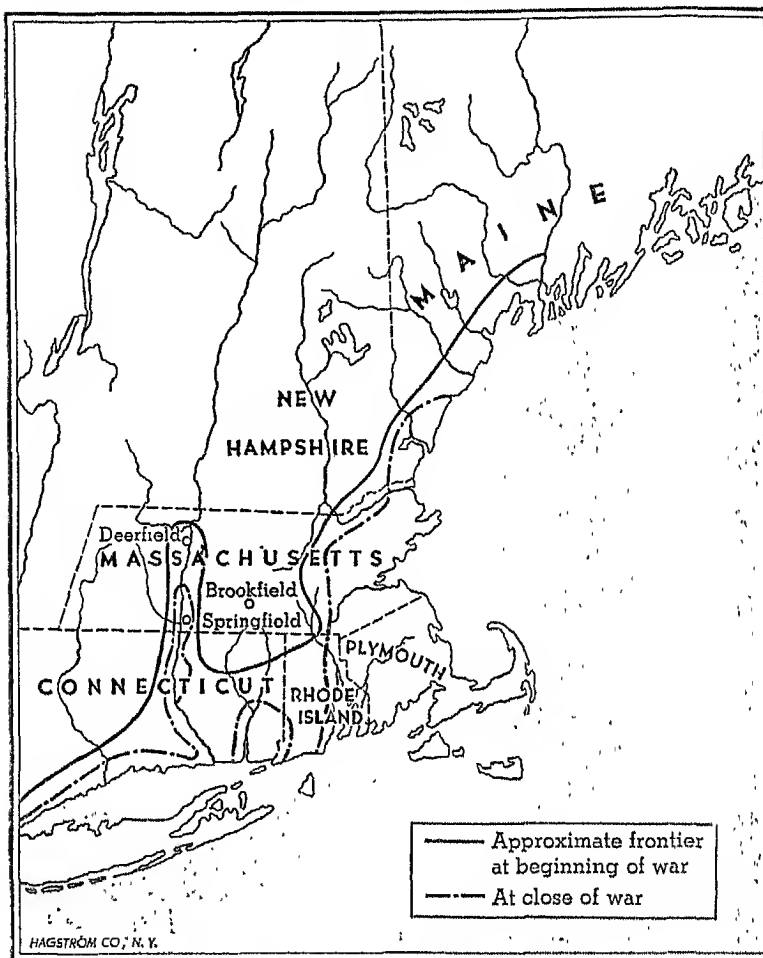 MAINE
NEW
HAMPSHIRE
Deerfield
MASSACHUSETTS
Brookfield
Springfield
PLYMOUTH
CONNECTICUT
RHODE
ISLAND
Approximate frontier
at beginning of war
At close of war
HAGSTROM CO., N.Y.